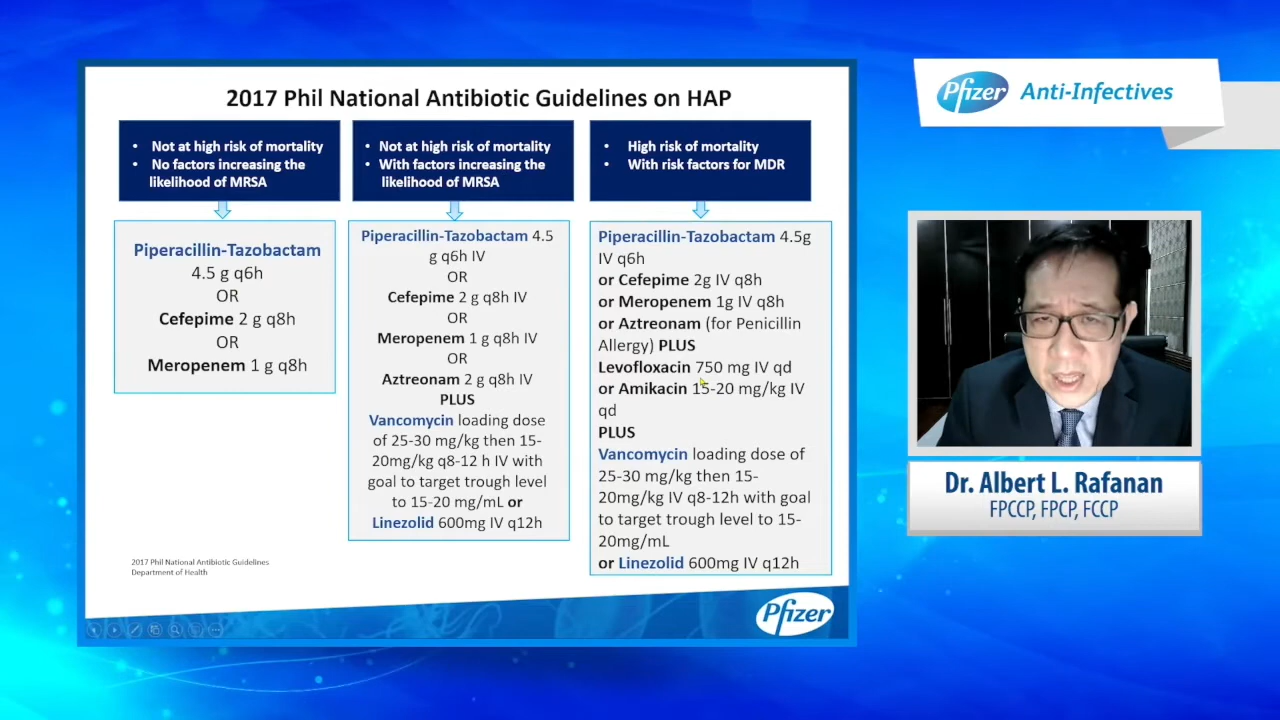 2017 Phil National Antibiotic Guidelines on HAP
• Not at high risk of mortality
• No factors increasing the
likelihood of MRSA
• Not at high risk of mortality
• With factors increasing the
likelihood of MRSA
• High risk of mortality
• With risk factors for MDR
Piperacillin-Tazobactam
4.5 g q6h
OR
Cefepime 2 g q8h
OR
Meropenem 1 g q8h
Piperacillin-Tazobactam 4.5
g q6h IV
OR
Cefepime 2 g q8h IV
OR
Meropenem 1 g q8h IV
OR
Aztreonam 2 g q8h IV
PLUS
Vancomycin loading dose
of 25-30 mg/kg then 15-
20mg/kg q8-12 h IV with
goal to target trough level
to 15-20 mg/mL or
Linezolid 600mg IV q12h
Piperacillin-Tazobactam 4.5g
IV q6h
or Cefepime 2g IV q8h
or Meropenem 1g IV q8h
or Aztreonam (for Penicillin
Allergy) PLUS
Levofloxacin 750 mg IV qd
or Amikacin 15-20 mg/kg IV
qd
PLUS
Vancomycin loading dose of
25-30 mg/kg then 15-
20mg/kg IV q8-12h with goal
to target trough level to 15-
20mg/mL
or Linezolid 600mg IV q12h
2017 Phil National Antibiotic Guidelines
Department of Health
Pfizer
Pfizer Anti-Infectives
Dr. Albert L. Rafanan
FPCCP, FPCP, FCCP